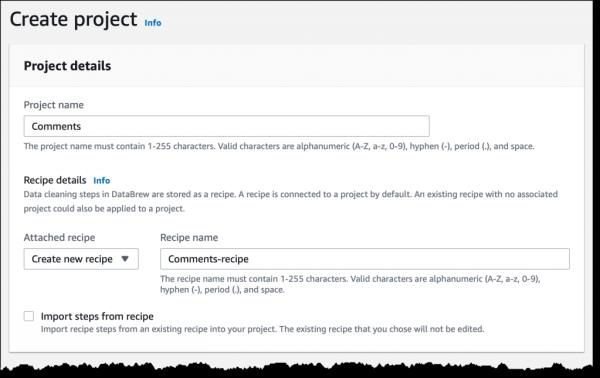 Create project Info
Project details
Project name
Comments
The project name must contain 1-255 characters. Valid characters are alphanumeric (A-Z, a-z, 0-9), hyphen (-), period (.), and space.
Recipe details Info
Data cleaning steps in DataBrew are stored as a recipe. A recipe is connected to a project by default. An existing recipe with no associated
project could also be applied to a project.
Attached recipe Recipe name
Create new recipe Comments-recipe
The recipe name must contain 1-255 characters. Valid characters are alphanumeric (A-Z, a-z, 0-9),
hyphen (-), period (.), and space.
Import steps from recipe
Import recipe steps from an existing recipe into your project. The existing recipe that you chose will not be edited.